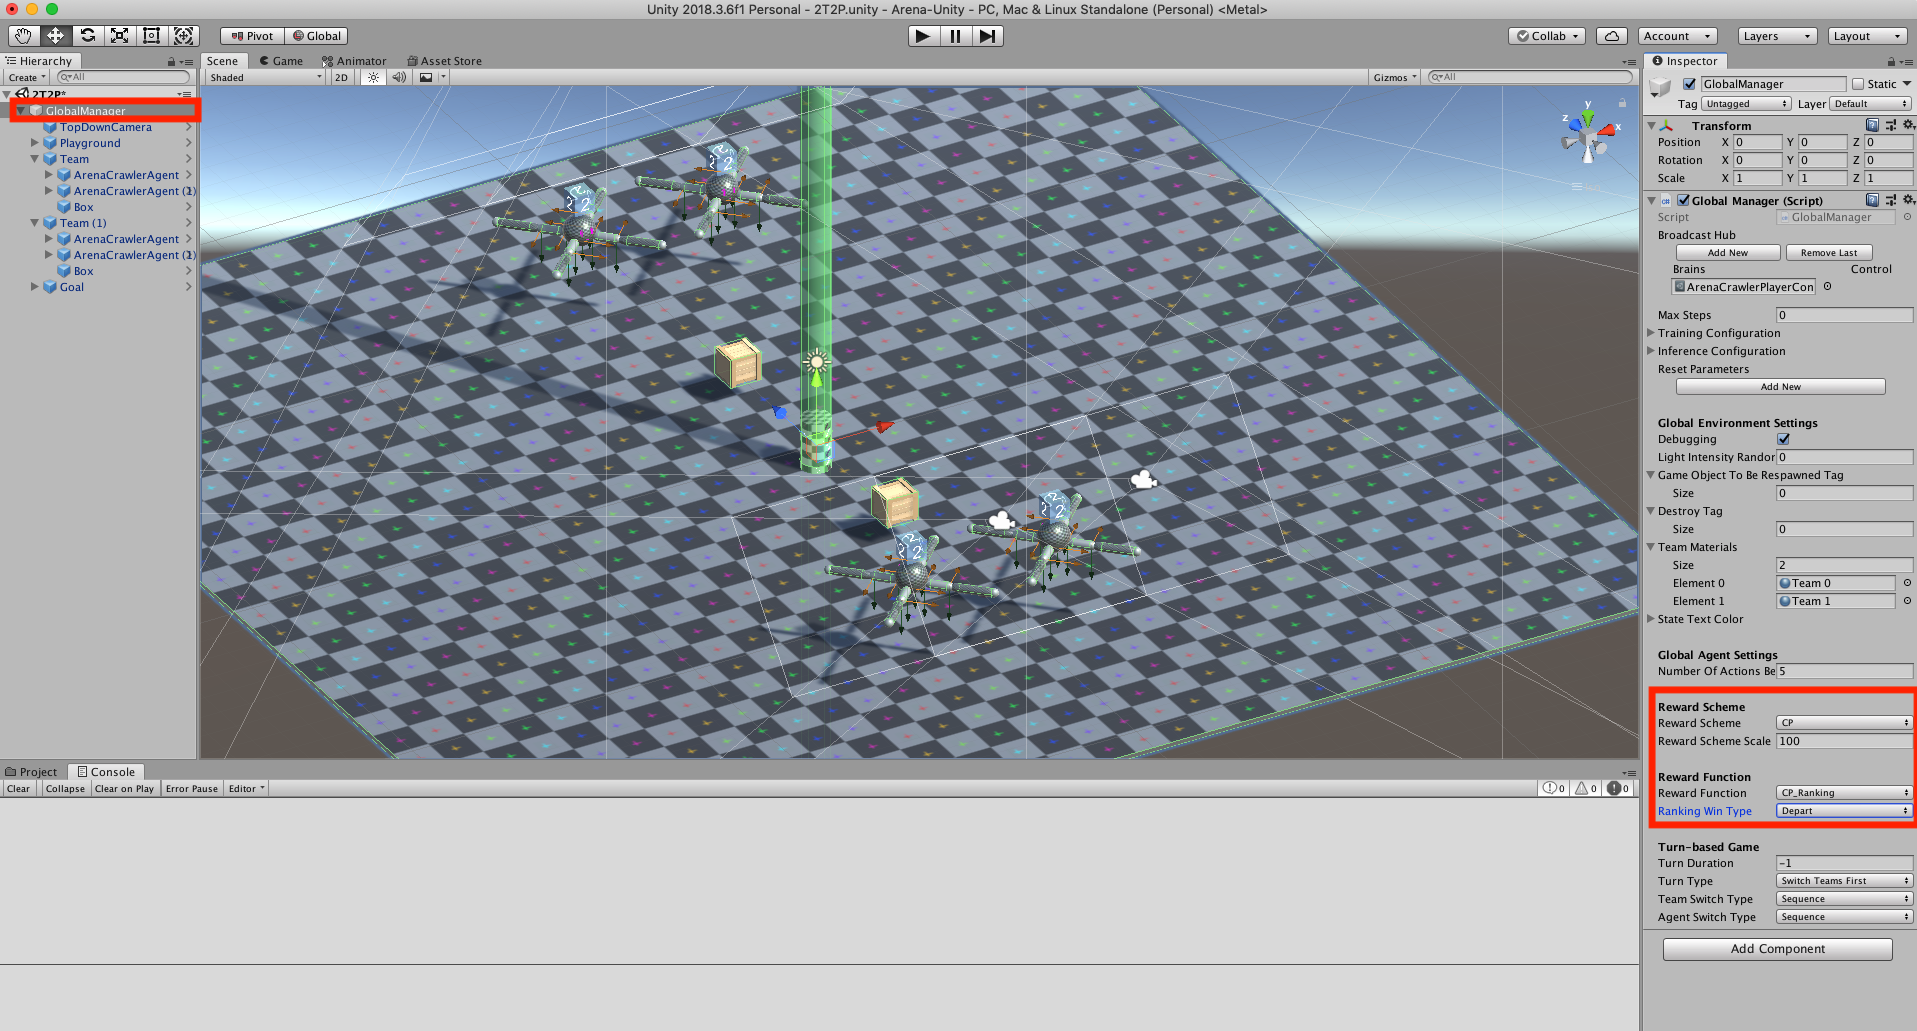 Unity 2018.3.6f1 Personal - 2T2P.unity - Arena-Unity - PC, Mac & Linux Standalone (Personal) <Metal>
Pivot Global Collab Account Layers Layout
Hierarchy
Create All
2T2P*
GlobalManager
TopDownCamera
Playground
Team
ArenaCrawlerAgent
ArenaCrawlerAgent (1)
Box
Team (1)
ArenaCrawlerAgent
ArenaCrawlerAgent (1)
Box
Goal
Scene Game Animator Asset Store
Shaded 2D Gizmos All
y
z
x
2
2
2
2
Project Console
Clear Collapse Clear on Play Error Pause Editor 0 0 0
Inspector
GlobalManager Static
Tag Untagged Layer Default
Transform
Position X 0 Y 0 Z 0
Rotation X 0 Y 0 Z 0
Scale X 1 Y 1 Z 1
Global Manager (Script)
Script GlobalManager
Broadcast Hub
Add New Remove Last
Brains Control
ArenaCrawlerPlayerCon
Max Steps 0
Training Configuration
Inference Configuration
Reset Parameters
Add New
Global Environment Settings
Debugging
Light Intensity Randor 0
Game Object To Be Respawned Tag
Size 0
Destroy Tag
Size 0
Team Materials
Size 2
Element 0 Team 0
Element 1 Team 1
State Text Color
Global Agent Settings
Number Of Actions Be 5
Reward Scheme
Reward Scheme CP
Reward Scheme Scale 100
Reward Function
Reward Function CP_Ranking
Ranking Win Type Depart
Turn-based Game
Turn Duration -1
Turn Type Switch Teams First
Team Switch Type Sequence
Agent Switch Type Sequence
Add Component